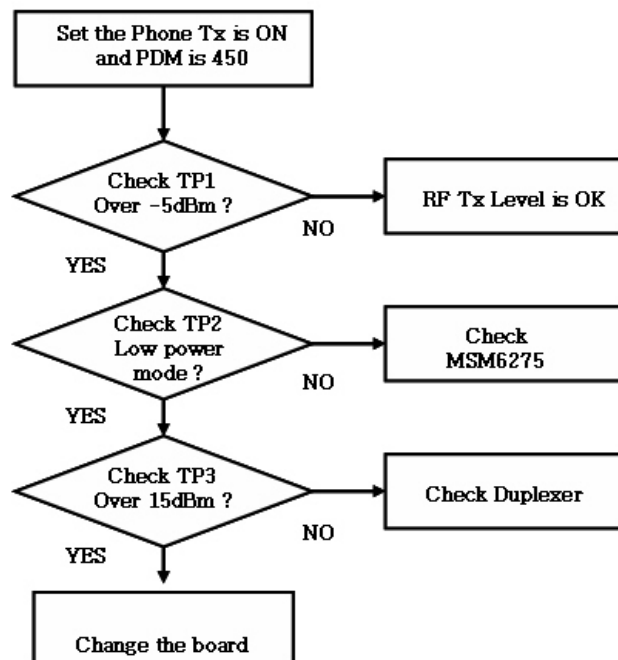 Set the Phone Tx is ON
and PDM is 450
Check TP1
Over -5dBm ?
RF Tx Level is OK
NO
YES
Check TP2
Low power
mode ?
Check
MSM6275
NO
YES
Check TP3
Over 15dBm ?
Check Duplexer
NO
YES
Change the board